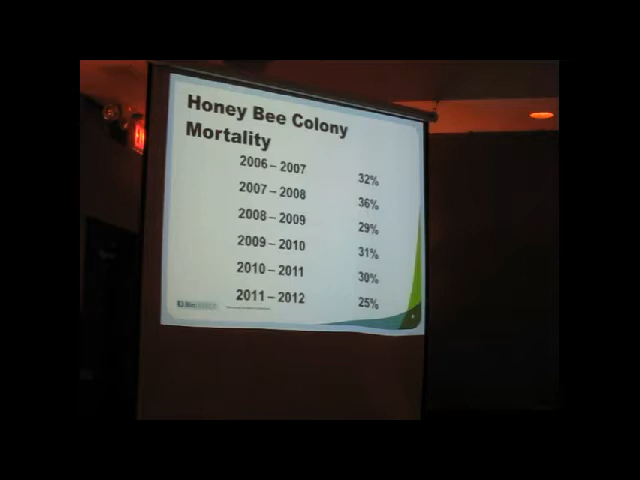 Honey Bee Colony
Mortality
2006 – 2007 32%
2007 – 2008 36%
2008 – 2009 29%
2009 – 2010 31%
2010 – 2011 30%
2011 – 2012 25%